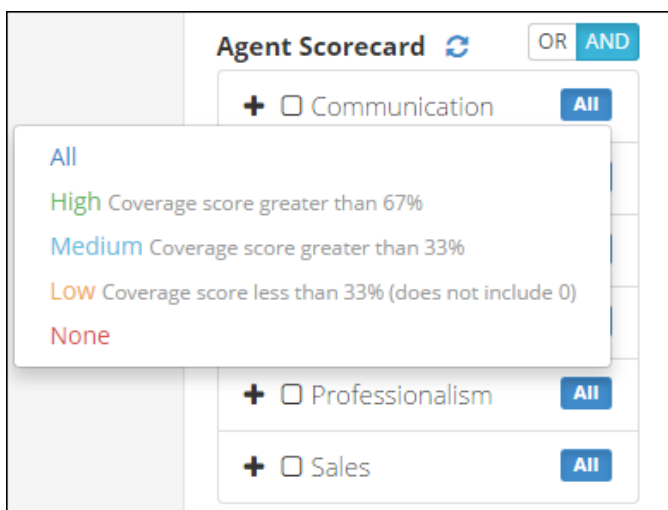 Agent Scorecard OR AND
Communication All
All
High Coverage score greater than 67%
Medium Coverage score greater than 33%
Low Coverage score less than 33% (does not include 0)
None
Professionalism All
Sales All